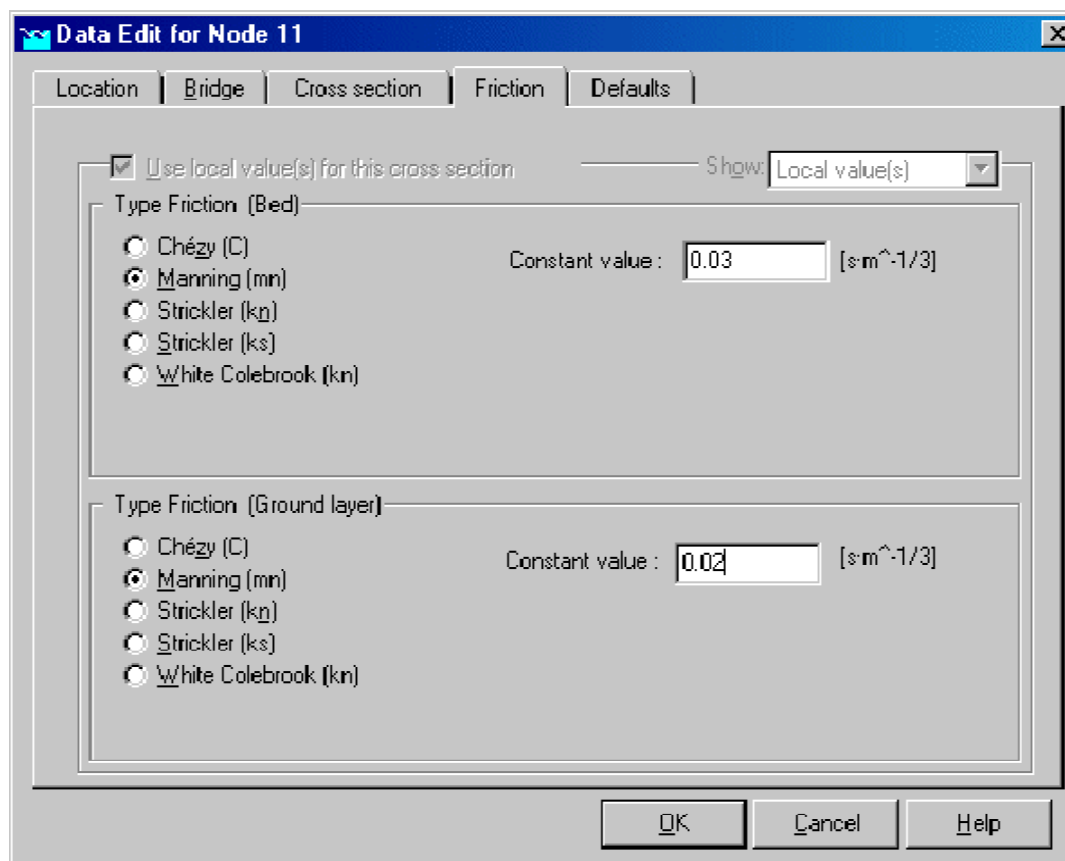 Data Edit for Node 11
Location Bridge Cross section Friction Defaults
Use local value(s) for this cross section Show: Local value(s)
Type Friction (Bed)
Chézy (C)
Constant value : 0.03 [s·m^-1/3]
Manning (mn)
Strickler (kn)
Strickler (ks)
White Colebrook (kn)
Type Friction (Ground layer)
Chézy (C)
Constant value : 0.02 [s·m^-1/3]
Manning (mn)
Strickler (kn)
Strickler (ks)
White Colebrook (kn)
OK Cancel Help